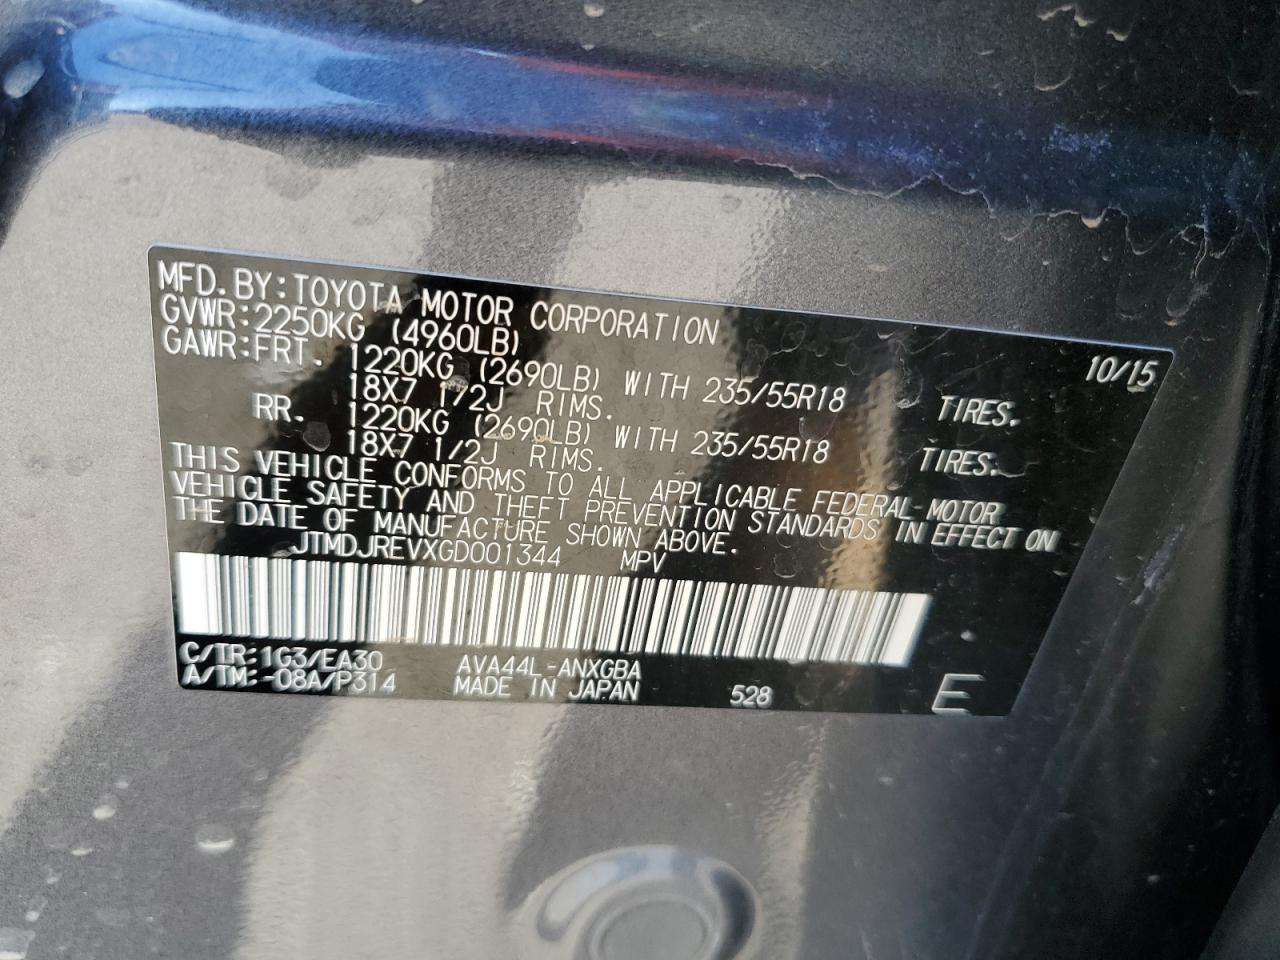 MFD.BY:TOYOTA MOTOR CORPORATION 10/15
GVWR:2250KG (4960LB)
GAWR:FRT. 1220KG (2690LB) WITH 235/55R18 TIRES.
18X7 1/2J RIMS.
RR. 1220KG (2690LB) WITH 235/55R18 TIRES.
18X7 1/2J RIMS.
THIS VEHICLE CONFORMS TO ALL APPLICABLE FEDERAL MOTOR
VEHICLE SAFETY AND THEFT PREVENTION STANDARDS IN EFFECT ON
THE DATE OF MANUFACTURE SHOWN ABOVE.
JTMDJREVXGD001344 MPV
C/TR:1G3/EA30 AVA44L-ANXGBA
A/TM:-08A/P314 MADE IN JAPAN 528 E